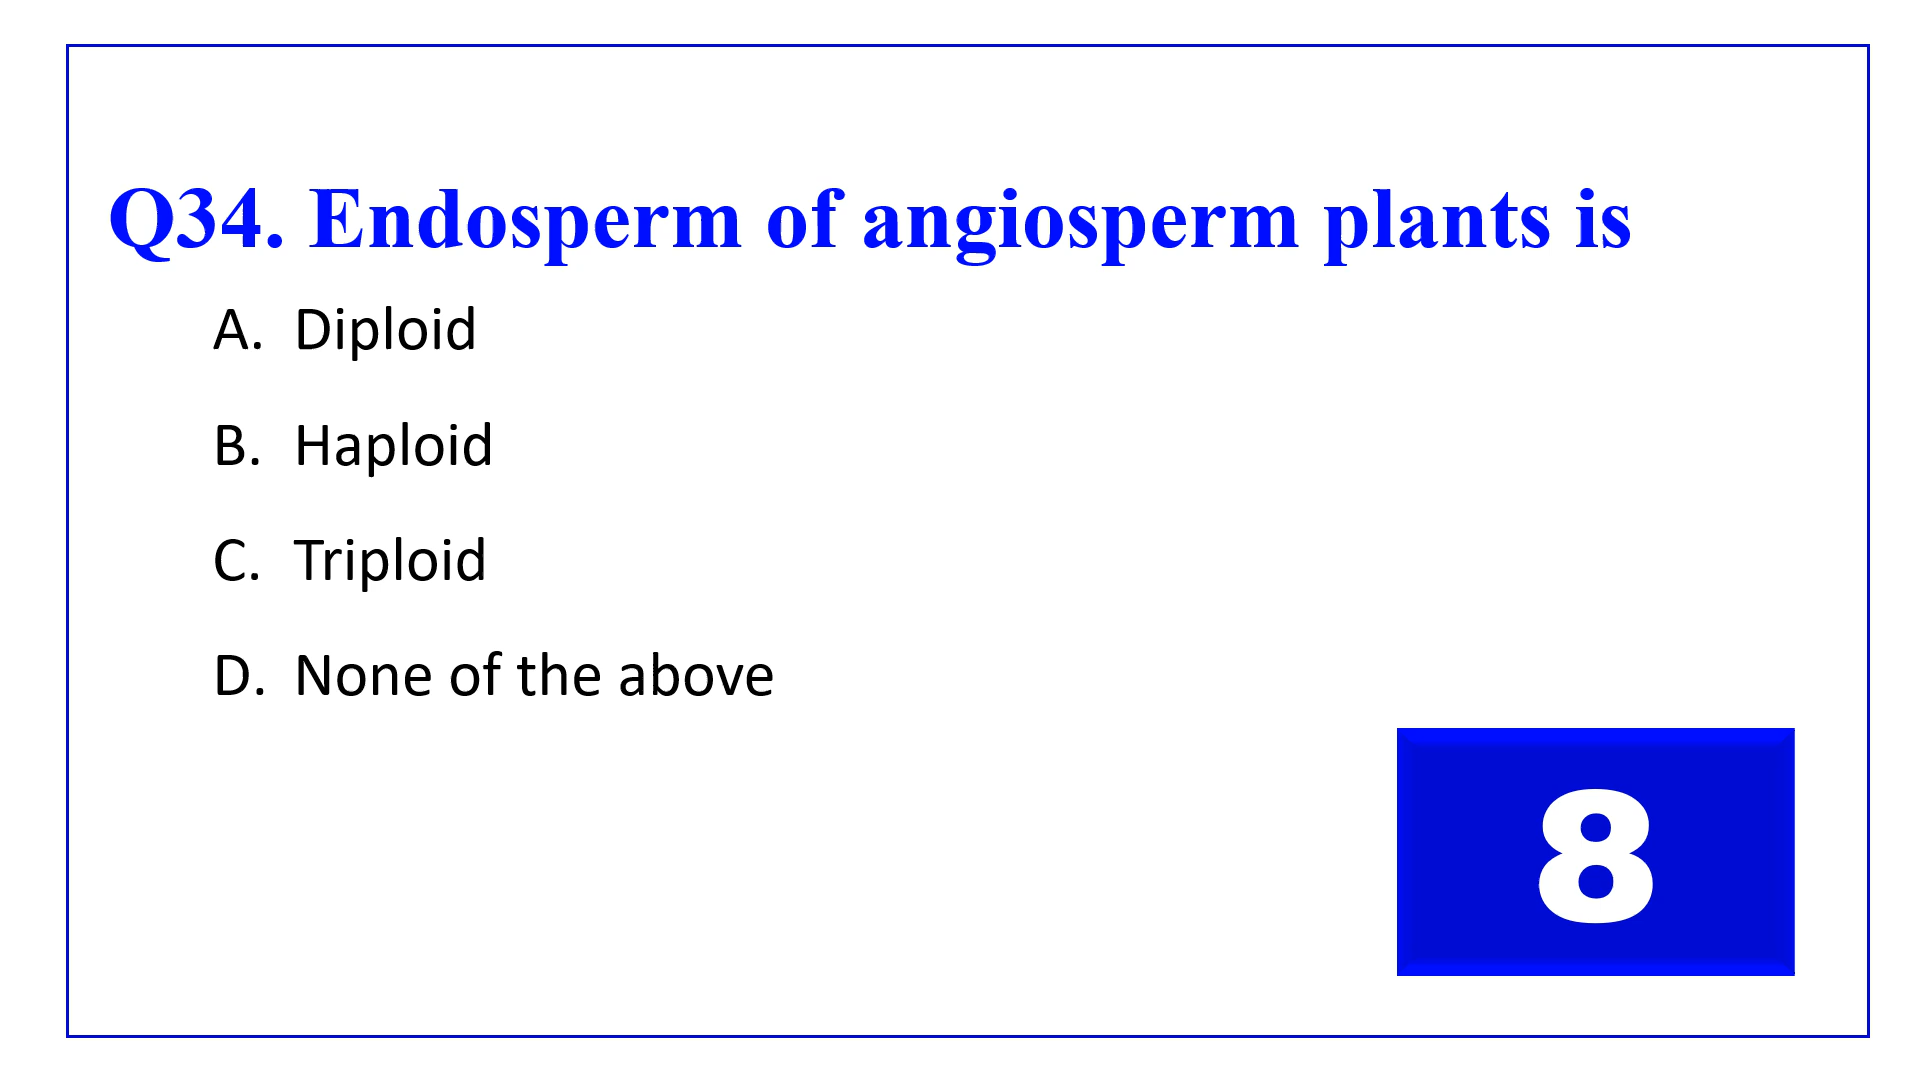 Q34. Endosperm of angiosperm plants is
A. Diploid
B. Haploid
C. Triploid
D. None of the above
8